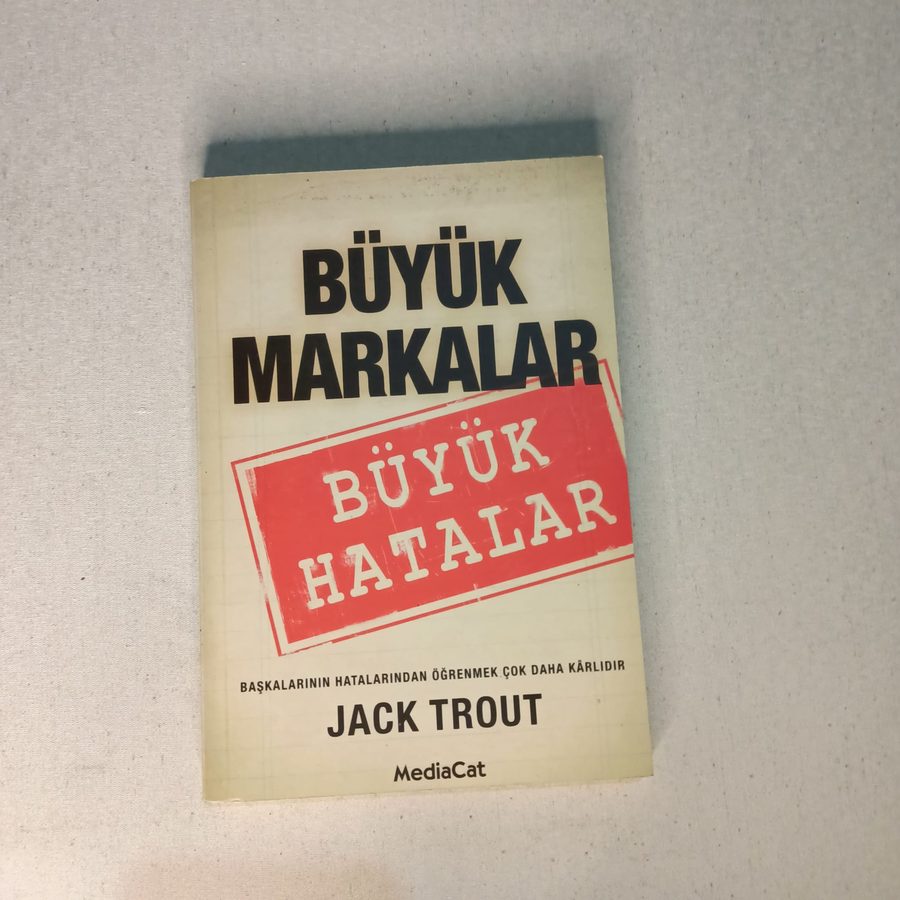 BÜYÜK
MARKALAR
BÜYÜK
HATALAR
BAŞKALARININ HATALARINDAN ÖĞRENMEK ÇOK DAHA KÂRLIDIR
JACK TROUT
MediaCat